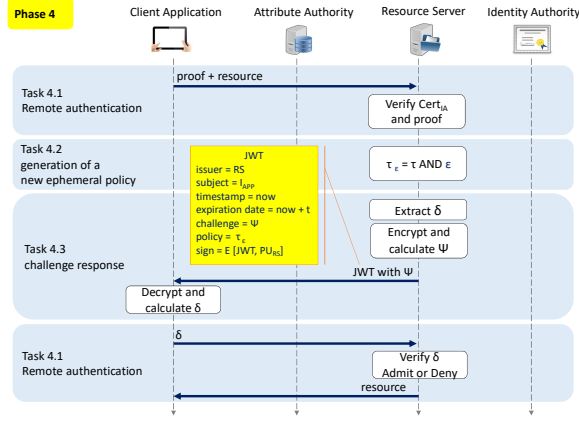 Phase 4
Client Application
Attribute Authority
Resource Server
Identity Authority
Task 4.1
Remote authentication
proof + resource
Verify Cert_IA
and proof
Task 4.2
generation of a
new ephemeral policy
τ_ε = τ AND ε
JWT
issuer = RS
subject = I_APP
timestamp = now
expiration date = now + t
challenge = Ψ
policy = τ_ε
sign = E [JWT, PU_RS]
Task 4.3
challenge response
Extract δ
Encrypt and
calculate Ψ
JWT with Ψ
Decrypt and
calculate δ
Task 4.1
Remote authentication
δ
Verify δ
Admit or Deny
resource